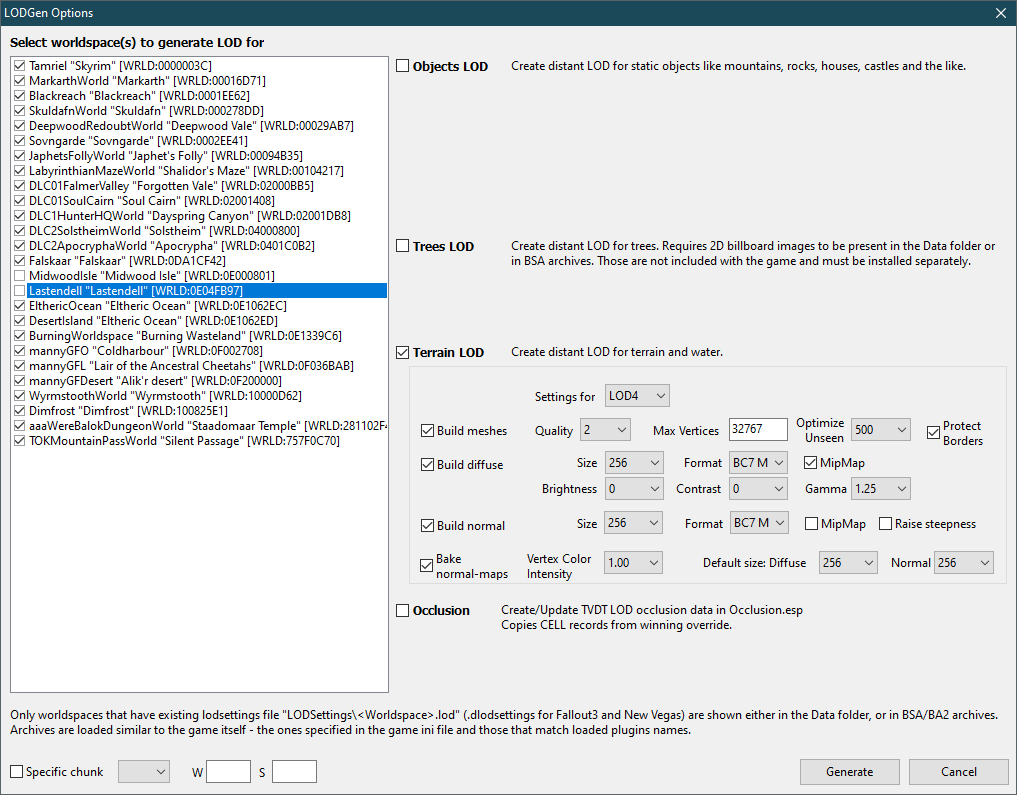 LODGen Options
Select worldspace(s) to generate LOD for
Tamriel "Skyrim" [WRLD:0000003C]
MarkarthWorld "Markarth" [WRLD:00016D71]
Blackreach "Blackreach" [WRLD:0001EE62]
SkuldafnWorld "Skuldafn" [WRLD:000278DD]
DeepwoodRedoubtWorld "Deepwood Vale" [WRLD:00029AB7]
Sovngarde "Sovngarde" [WRLD:0002EE41]
JaphetsFollyWorld "Japhet's Folly" [WRLD:00094B35]
LabyrinthianMazeWorld "Shalidor's Maze" [WRLD:00104217]
DLC01FalmerValley "Forgotten Vale" [WRLD:02000BB5]
DLC01SoulCairn "Soul Cairn" [WRLD:02001408]
DLC1HunterHQWorld "Dayspring Canyon" [WRLD:02001DB8]
DLC2SolstheimWorld "Solstheim" [WRLD:04000800]
DLC2ApocryphaWorld "Apocrypha" [WRLD:0401C0B2]
Falskaar "Falskaar" [WRLD:0DA1CF42]
MidwoodIsle "Midwood Isle" [WRLD:0E000801]
Lastendell "Lastendell" [WRLD:0E04FB97]
ElthericOcean "Eltheric Ocean" [WRLD:0E1062EC]
DesertIsland "Eltheric Ocean" [WRLD:0E1062ED]
BurningWorldspace "Burning Wasteland" [WRLD:0E1339C6]
mannyGFO "Coldharbour" [WRLD:0F002708]
mannyGFL "Lair of the Ancestral Cheetahs" [WRLD:0F036BAB]
mannyGFDesert "Alik'r desert" [WRLD:0F200000]
WyrmstoothWorld "Wyrmstooth" [WRLD:10000D62]
Dimfrost "Dimfrost" [WRLD:100825E1]
aaaWereBalokDungeonWorld "Staadomaar Temple" [WRLD:281102F4
TOKMountainPassWorld "Silent Passage" [WRLD:757F0C70]
Objects LOD Create distant LOD for static objects like mountains, rocks, houses, castles and the like.
Trees LOD Create distant LOD for trees. Requires 2D billboard images to be present in the Data folder or
in BSA archives. Those are not included with the game and must be installed separately.
Terrain LOD Create distant LOD for terrain and water.
Settings for LOD4
Build meshes Quality 2 Max Vertices 32767 Optimize Unseen 500 Protect Borders
Build diffuse Size 256 Format BC7 M MipMap
Brightness 0 Contrast 0 Gamma 1.25
Build normal Size 256 Format BC7 M MipMap Raise steepness
Bake normal-maps Vertex Color Intensity 1.00 Default size: Diffuse 256 Normal 256
Occlusion Create/Update TVDT LOD occlusion data in Occlusion.esp
Copies CELL records from winning override.
Only worldspaces that have existing lodsettings file "LODSettings\<Worldspace>.lod" (.dlodsettings for Fallout3 and New Vegas) are shown either in the Data folder, or in BSA/BA2 archives.
Archives are loaded similar to the game itself - the ones specified in the game ini file and those that match loaded plugins names.
Specific chunk W S Generate Cancel